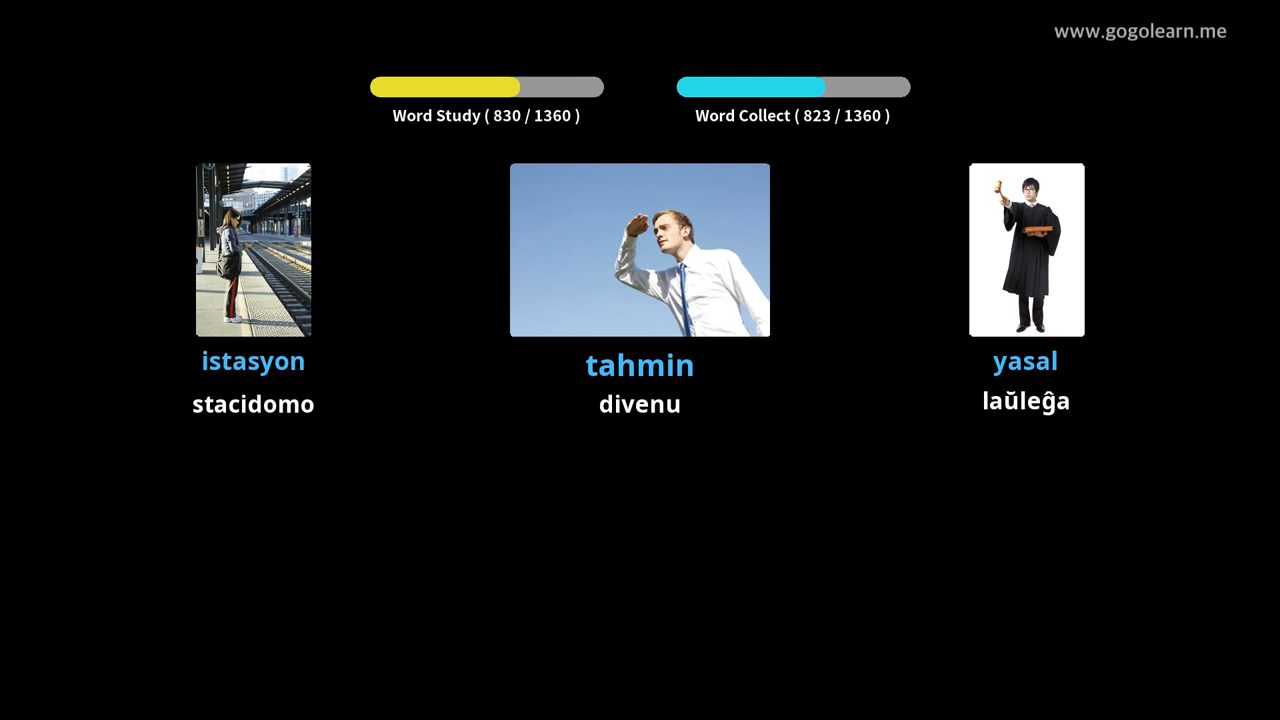 www.gogolearn.me
Word Study ( 830 / 1360 )
Word Collect ( 823 / 1360 )
istasyon
stacidomo
tahmin
divenu
yasal
laŭleĝa